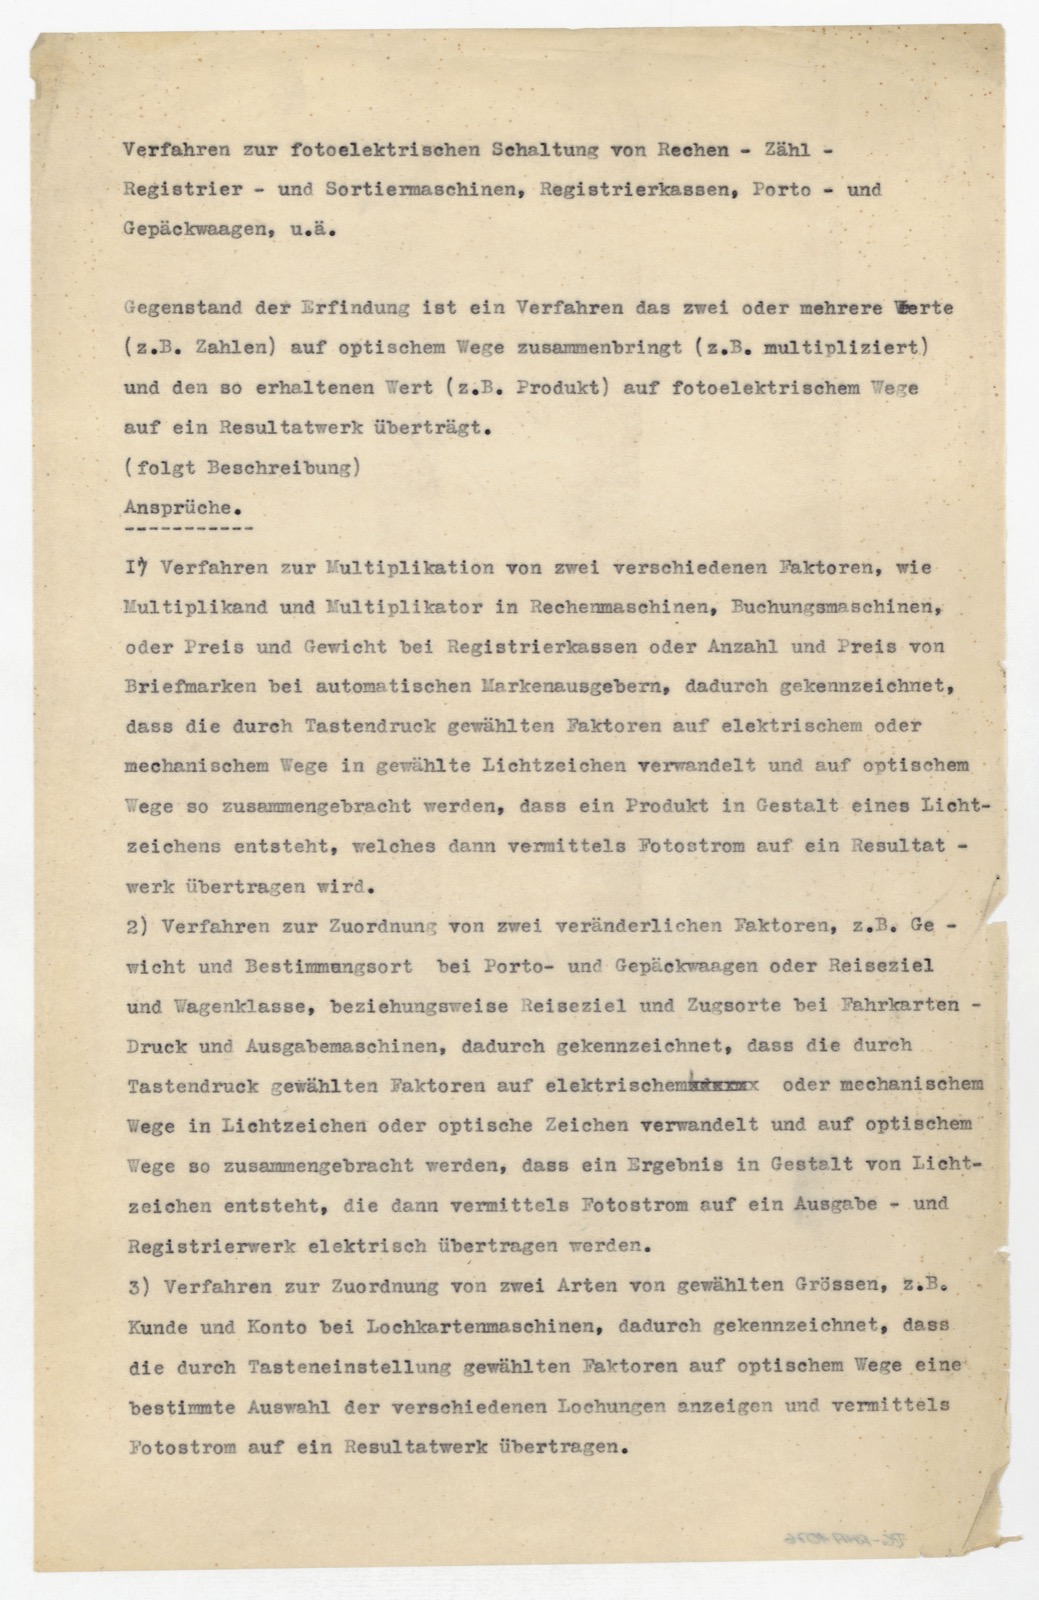 Verfahren zur fotoelektrischen Schaltung von Rechen - Zähl -
Registrier - und Sortiermaschinen, Registrierkassen, Porto - und
Gepäckwaagen, u.ä.
Gegenstand der Erfindung ist ein Verfahren das zwei oder mehrere Werte
(z.B. Zahlen) auf optischem Wege zusammenbringt (z.B. multipliziert)
und den so erhaltenen Wert (z.B. Produkt) auf fotoelektrischem Wege
auf ein Resultatwerk überträgt.
(folgt Beschreibung)
Ansprüche.
-----------
1) Verfahren zur Multiplikation von zwei verschiedenen Faktoren, wie
Multiplikand und Multiplikator in Rechenmaschinen, Buchungsmaschinen,
oder Preis und Gewicht bei Registrierkassen oder Anzahl und Preis von
Briefmarken bei automatischen Markenausgebern, dadurch gekennzeichnet,
dass die durch Tastendruck gewählten Faktoren auf elektrischem oder
mechanischem Wege in gewählte Lichtzeichen verwandelt und auf optischem
Wege so zusammengebracht werden, dass ein Produkt in Gestalt eines Licht-
zeichens entsteht, welches dann vermittels Fotostrom auf ein Resultat -
werk übertragen wird.
2) Verfahren zur Zuordnung von zwei veränderlichen Faktoren, z.B. Ge -
wicht und Bestimmungsort bei Porto- und Gepäckwaagen oder Reiseziel
und Wagenklasse, beziehungsweise Reiseziel und Zugsorte bei Fahrkarten -
Druck und Ausgabemaschinen, dadurch gekennzeichnet, dass die durch
Tastendruck gewählten Faktoren auf elektrischem oder mechanischem
Wege in Lichtzeichen oder optische Zeichen verwandelt und auf optischem
Wege so zusammengebracht werden, dass ein Ergebnis in Gestalt von Licht-
zeichen entsteht, die dann vermittels Fotostrom auf ein Ausgabe - und
Registrierwerk elektrisch übertragen werden.
3) Verfahren zur Zuordnung von zwei Arten von gewählten Grössen, z.B.
Kunde und Konto bei Lochkartenmaschinen, dadurch gekennzeichnet, dass
die durch Tasteneinstellung gewählten Faktoren auf optischem Wege eine
bestimmte Auswahl der verschiedenen Lochungen anzeigen und vermittels
Fotostrom auf ein Resultatwerk übertragen.